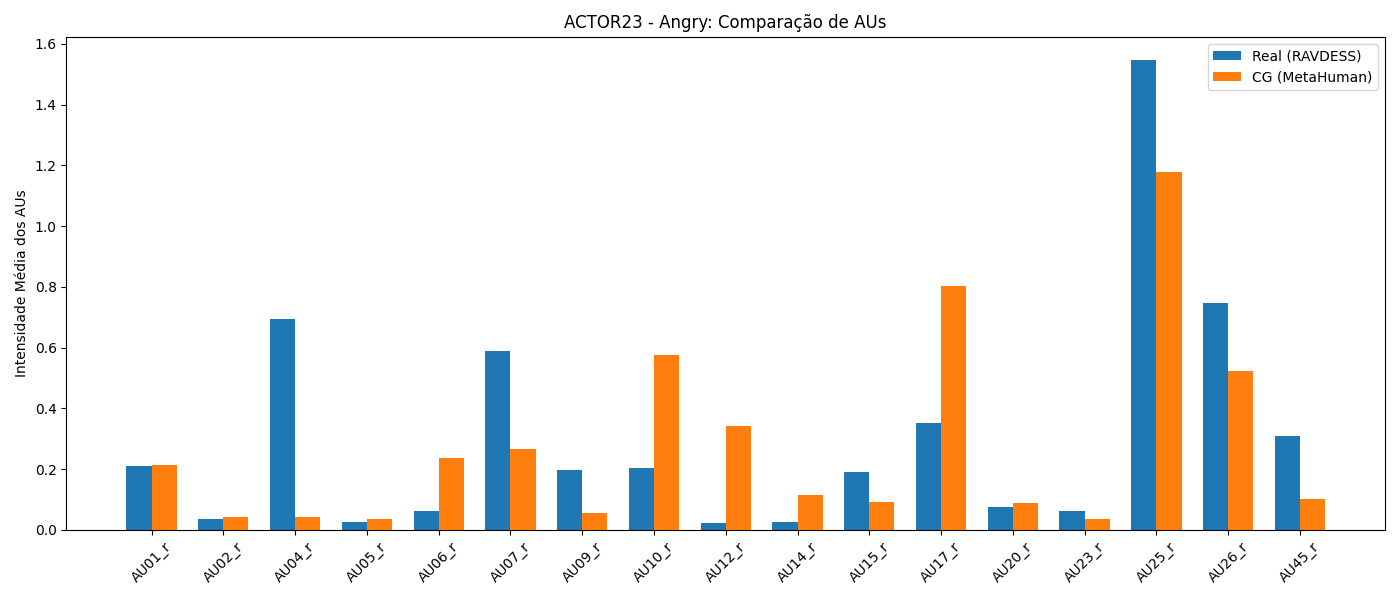 ACTOR23 - Angry: Comparação de AUs
Real (RAVDESS)
CG (MetaHuman)
Intensidade Média dos AUs
1.6
1.4
1.2
1.0
0.8
0.6
0.4
0.2
0.0
AU01_r
AU02_r
AU04_r
AU05_r
AU06_r
AU07_r
AU09_r
AU10_r
AU12_r
AU14_r
AU15_r
AU17_r
AU20_r
AU23_r
AU25_r
AU26_r
AU45_r